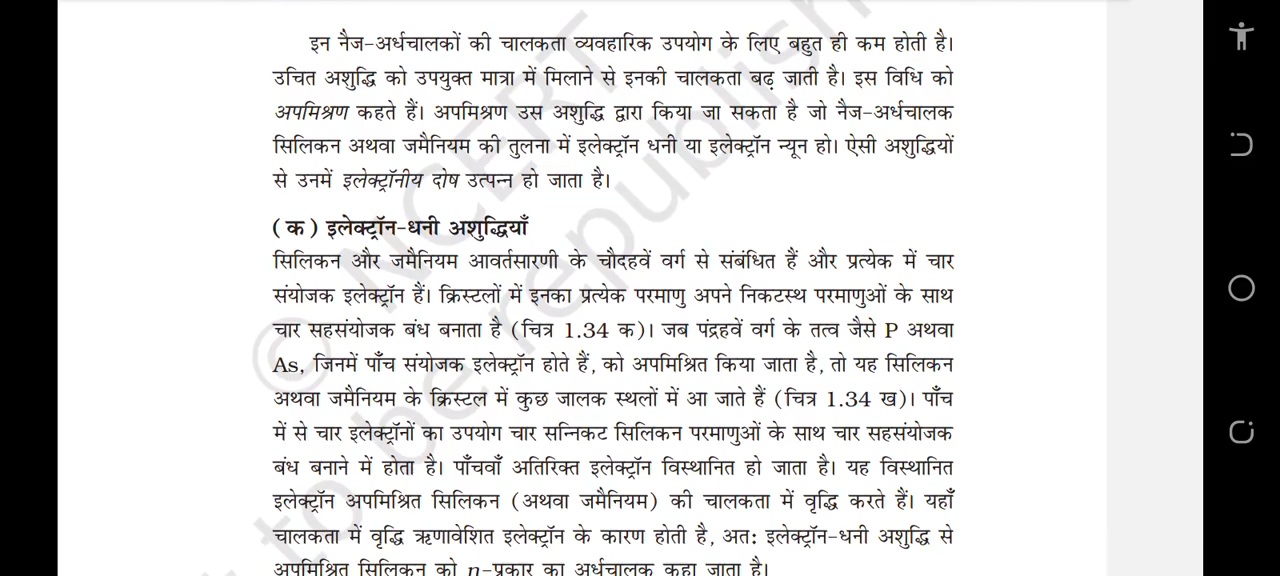 इन नैज-अर्धचालकों की चालकता व्यवहारिक उपयोग के लिए बहुत ही कम होती है।
उचित अशुद्धि को उपयुक्त मात्रा में मिलाने से इनकी चालकता बढ़ जाती है। इस विधि को
अपमिश्रण कहते हैं। अपमिश्रण उस अशुद्धि द्वारा किया जा सकता है जो नैज-अर्धचालक
सिलिकन अथवा जमैनियम की तुलना में इलेक्ट्रॉन धनी या इलेक्ट्रॉन न्यून हो। ऐसी अशुद्धियों
से उनमें इलेक्ट्रॉनीय दोष उत्पन्न हो जाता है।
(क) इलेक्ट्रॉन-धनी अशुद्धियाँ
सिलिकन और जमैनियम आवर्तसारणी के चौदहवें वर्ग से संबंधित हैं और प्रत्येक में चार
संयोजक इलेक्ट्रॉन हैं। क्रिस्टलों में इनका प्रत्येक परमाणु अपने निकटस्थ परमाणुओं के साथ
चार सहसंयोजक बंध बनाता है (चित्र 1.34 क)। जब पंद्रहवें वर्ग के तत्व जैसे P अथवा
As, जिनमें पाँच संयोजक इलेक्ट्रॉन होते हैं, को अपमिश्रित किया जाता है, तो यह सिलिकन
अथवा जमैनियम के क्रिस्टल में कुछ जालक स्थलों में आ जाते हैं (चित्र 1.34 ख)। पाँच
में से चार इलेक्ट्रॉनों का उपयोग चार सन्निकट सिलिकन परमाणुओं के साथ चार सहसंयोजक
बंध बनाने में होता है। पाँचवाँ अतिरिक्त इलेक्ट्रॉन विस्थानित हो जाता है। यह विस्थानित
इलेक्ट्रॉन अपमिश्रित सिलिकन (अथवा जमैनियम) की चालकता में वृद्धि करते हैं। यहाँ
चालकता में वृद्धि ऋणावेशित इलेक्ट्रॉन के कारण होती है, अत: इलेक्ट्रॉन-धनी अशुद्धि से
अपमिश्रित सिलिकन को n-प्रकार का अर्धचालक कहा जाता है।
© NCERT
to be republish